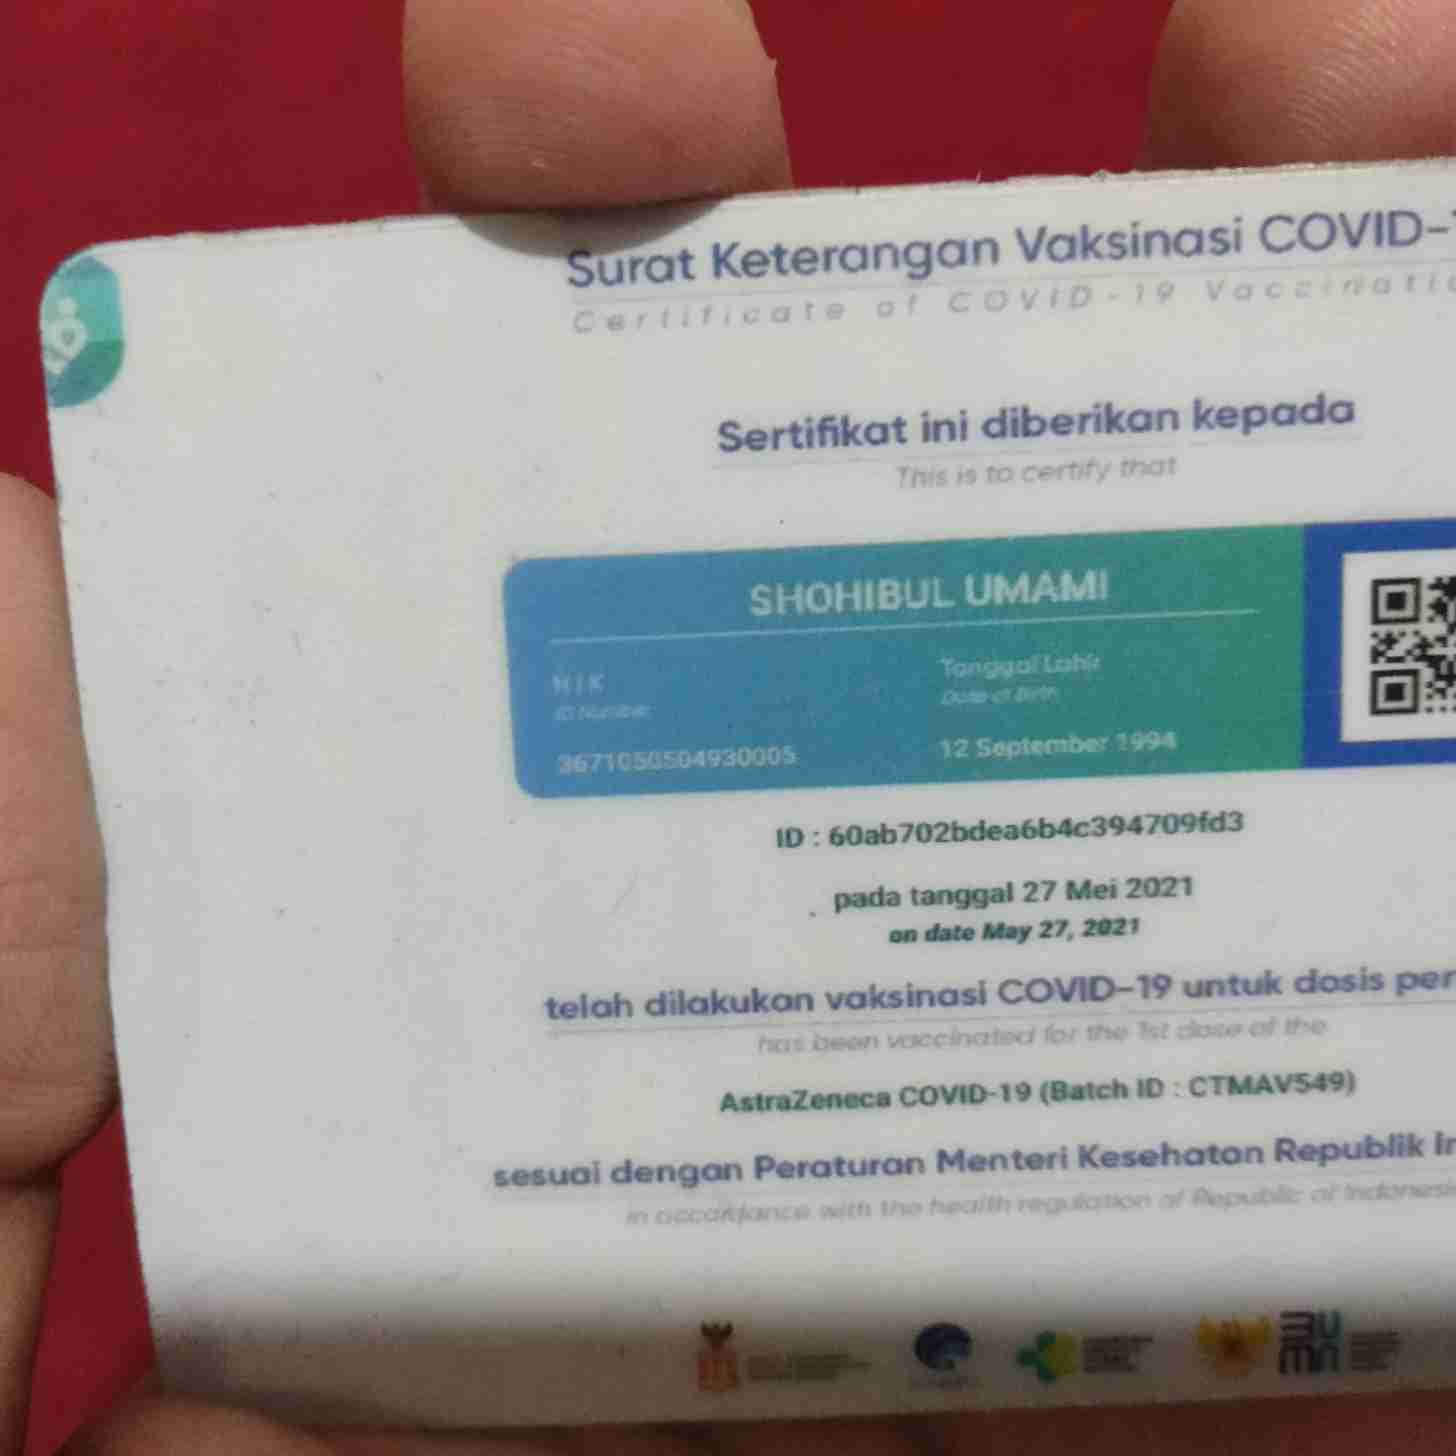 Surat Keterangan Vaksinasi COVID-
Certificate of COVID-19 Vaccinatio
Sertifikat ini diberikan kepada
This is to certify that
SHOHIBUL UMAMI
NIK
Tanggal Lahir
ID Number
Date of Birth
3671050504930005
12 September 1994
ID : 60ab702bdea6b4c394709fd3
pada tanggal 27 Mei 2021
on date May 27, 2021
telah dilakukan vaksinasi COVID-19 untuk dosis per
has been vaccinated for the 1st dose of the
AstraZeneca COVID-19 (Batch ID : CTMAV549)
sesuai dengan Peraturan Menteri Kesehatan Republik In
in accordance with the health regulation of Republic of Indones